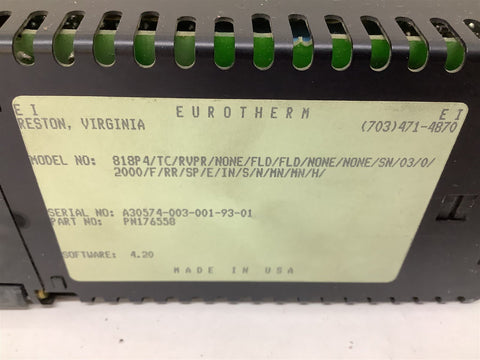 E I EUROTHERM E I
RESTON, VIRGINIA (703)471-4870
MODEL NO: 818P4/TC/RVPR/NONE/FLD/FLD/NONE/NONE/SN/03/0/
2000/F/RR/SP/E/IN/S/N/MN/MN/H/
SERIAL NO: A30574-003-001-93-01
PART NO: PN176558
SOFTWARE: 4.20
MADE IN USA